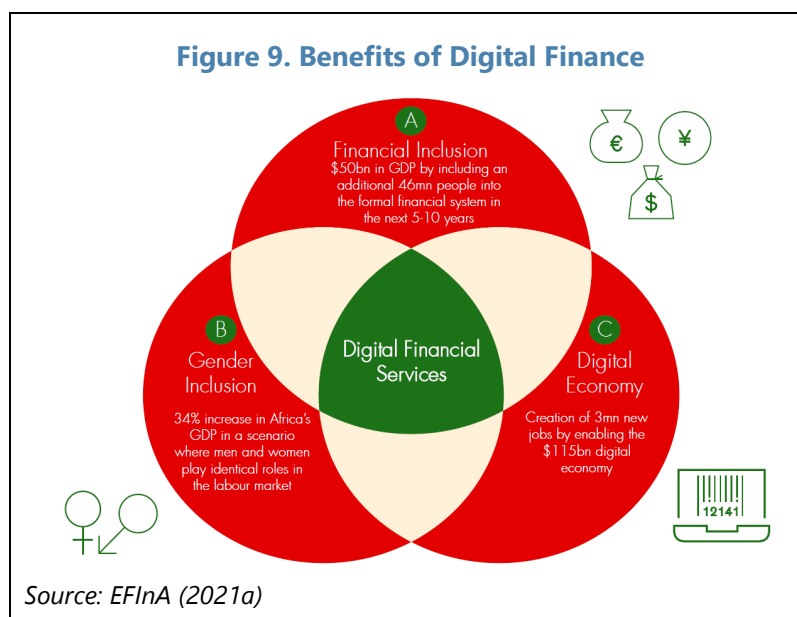 Figure 9. Benefits of Digital Finance
A
Financial Inclusion
$50bn in GDP by including an
additional 46mn people into
the formal financial system in
the next 5-10 years
€
¥
$
B
Gender
Inclusion
34% increase in Africa's
GDP in a scenario
where men and women
play identical roles in
the labour market
Digital Financial
Services
C
Digital
Economy
Creation of 3mn new
jobs by enabling the
$115bn digital
economy
12141
Source: EFInA (2021a)